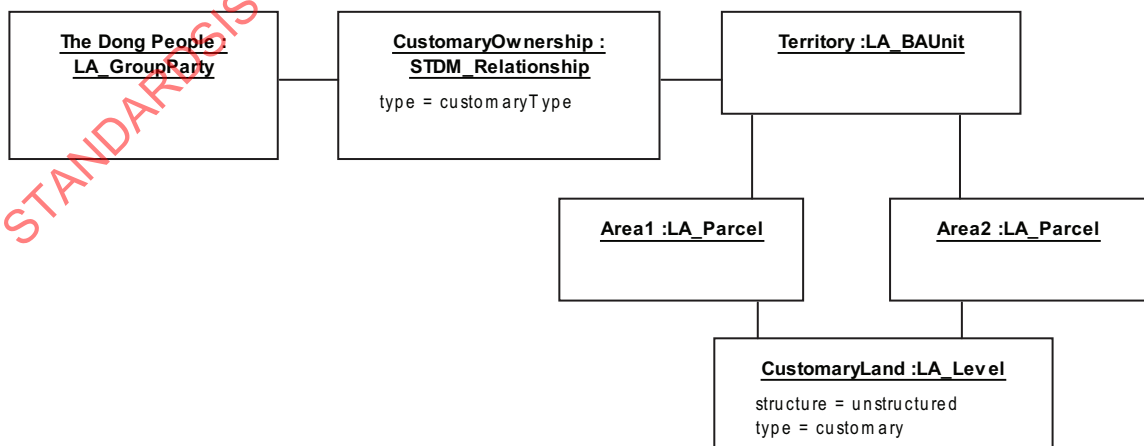 The Dong People :
LA_GroupParty
CustomaryOwnership :
STDM_Relationship
type = customaryType
Territory :LA_BAUnit
Area1 :LA_Parcel
Area2 :LA_Parcel
CustomaryLand :LA_Level
structure = unstructured
type = customary
STANDARDSIS